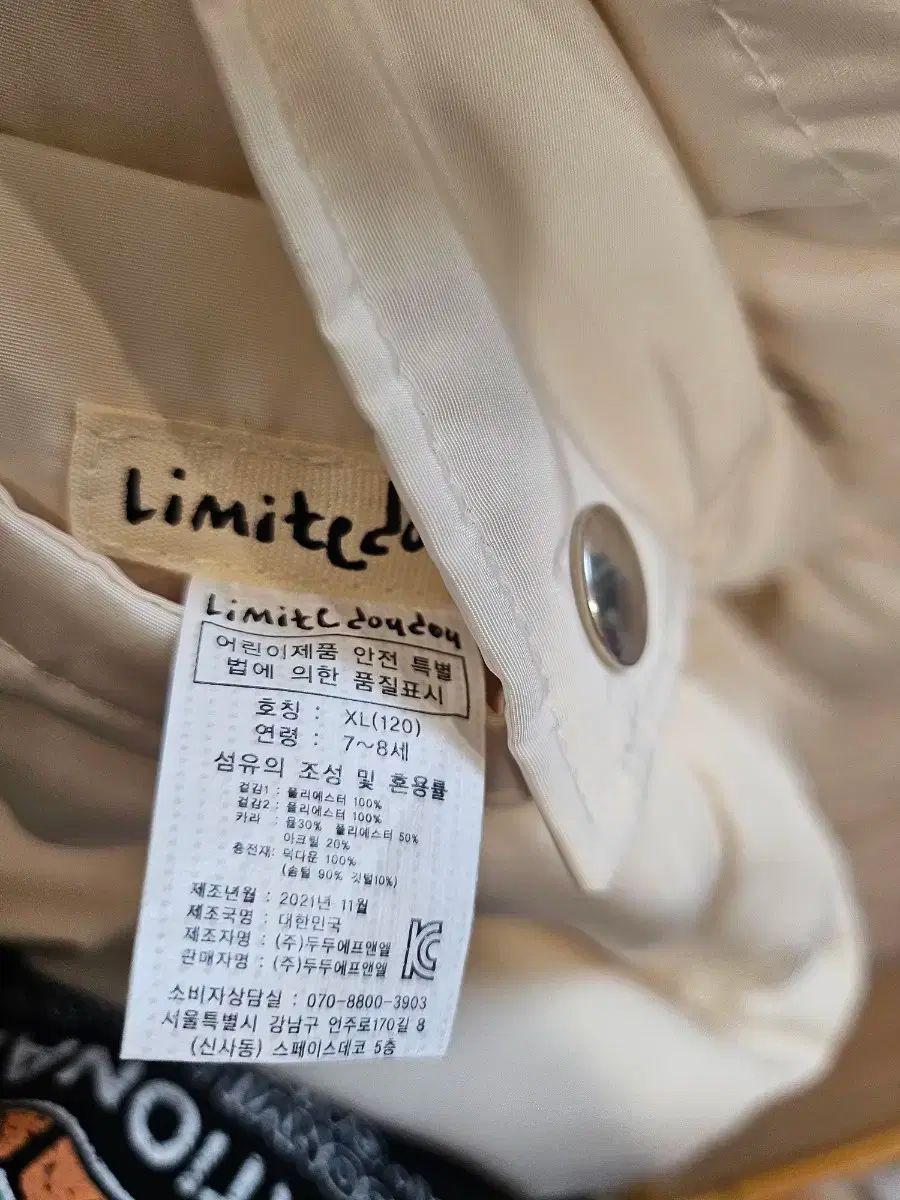 Limitedou
Limitedoudou
어린이제품 안전 특별
법에 의한 품질표시
호칭 : XL(120)
연령 : 7~8세
섬유의 조성 및 혼용률
겉감1 : 폴리에스터 100%
겉감2 : 폴리에스터 100%
카라 : 울30% 폴리에스터 50%
아크릴 20%
충전재: 덕다운 100%
(솜털 90% 깃털10%)
제조년월 : 2021년 11월
제조국명 : 대한민국
제조자명 : (주)두두에프앤엘
판매자명 : (주)두두에프앤엘
KC
소비자상담실 : 070-8800-3903
서울특별시 강남구 언주로170길 8
(신사동) 스페이스데코 5층